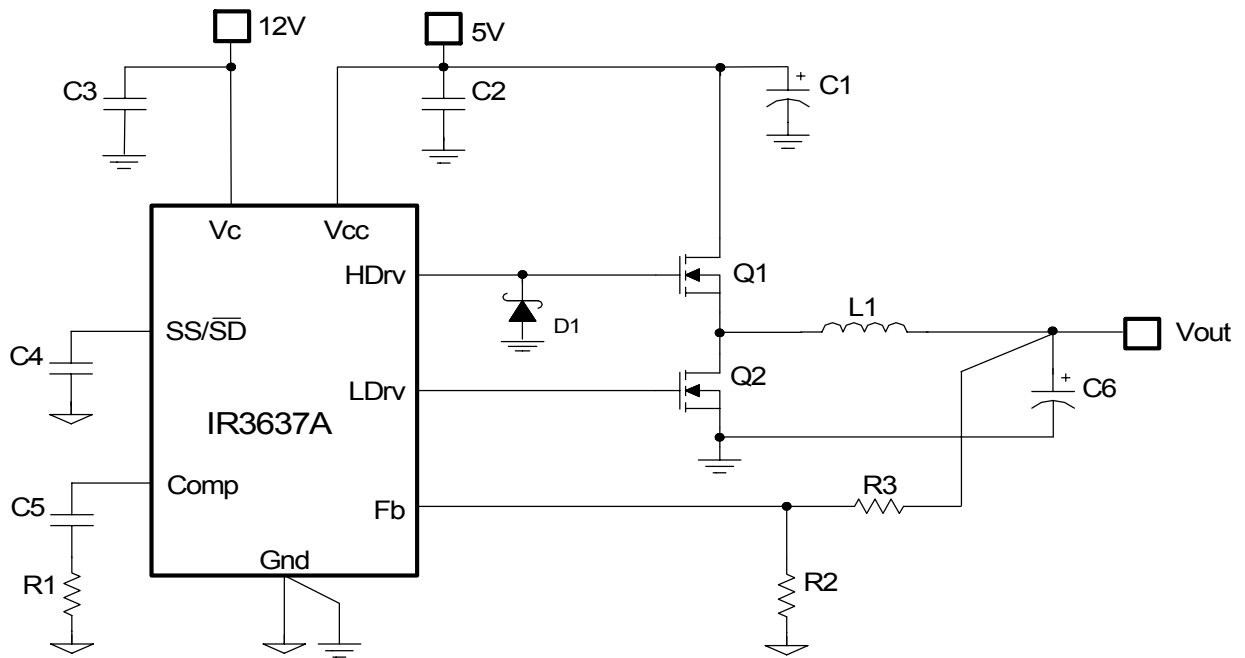 12V
5V
C3
C2
+
C1
Vc
Vcc
HDrv
Q1
D1
L1
SS/S̅D̅
Vout
C4
LDrv
Q2
+
C6
IR3637A
Comp
R3
C5
Fb
Gnd
R1
R2